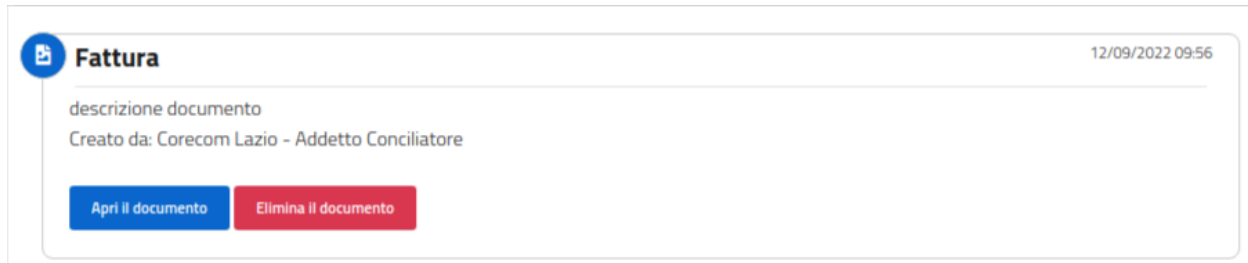 Fattura
12/09/2022 09:56
descrizione documento
Creato da: Corecom Lazio - Addetto Conciliatore
Apri il documento
Elimina il documento